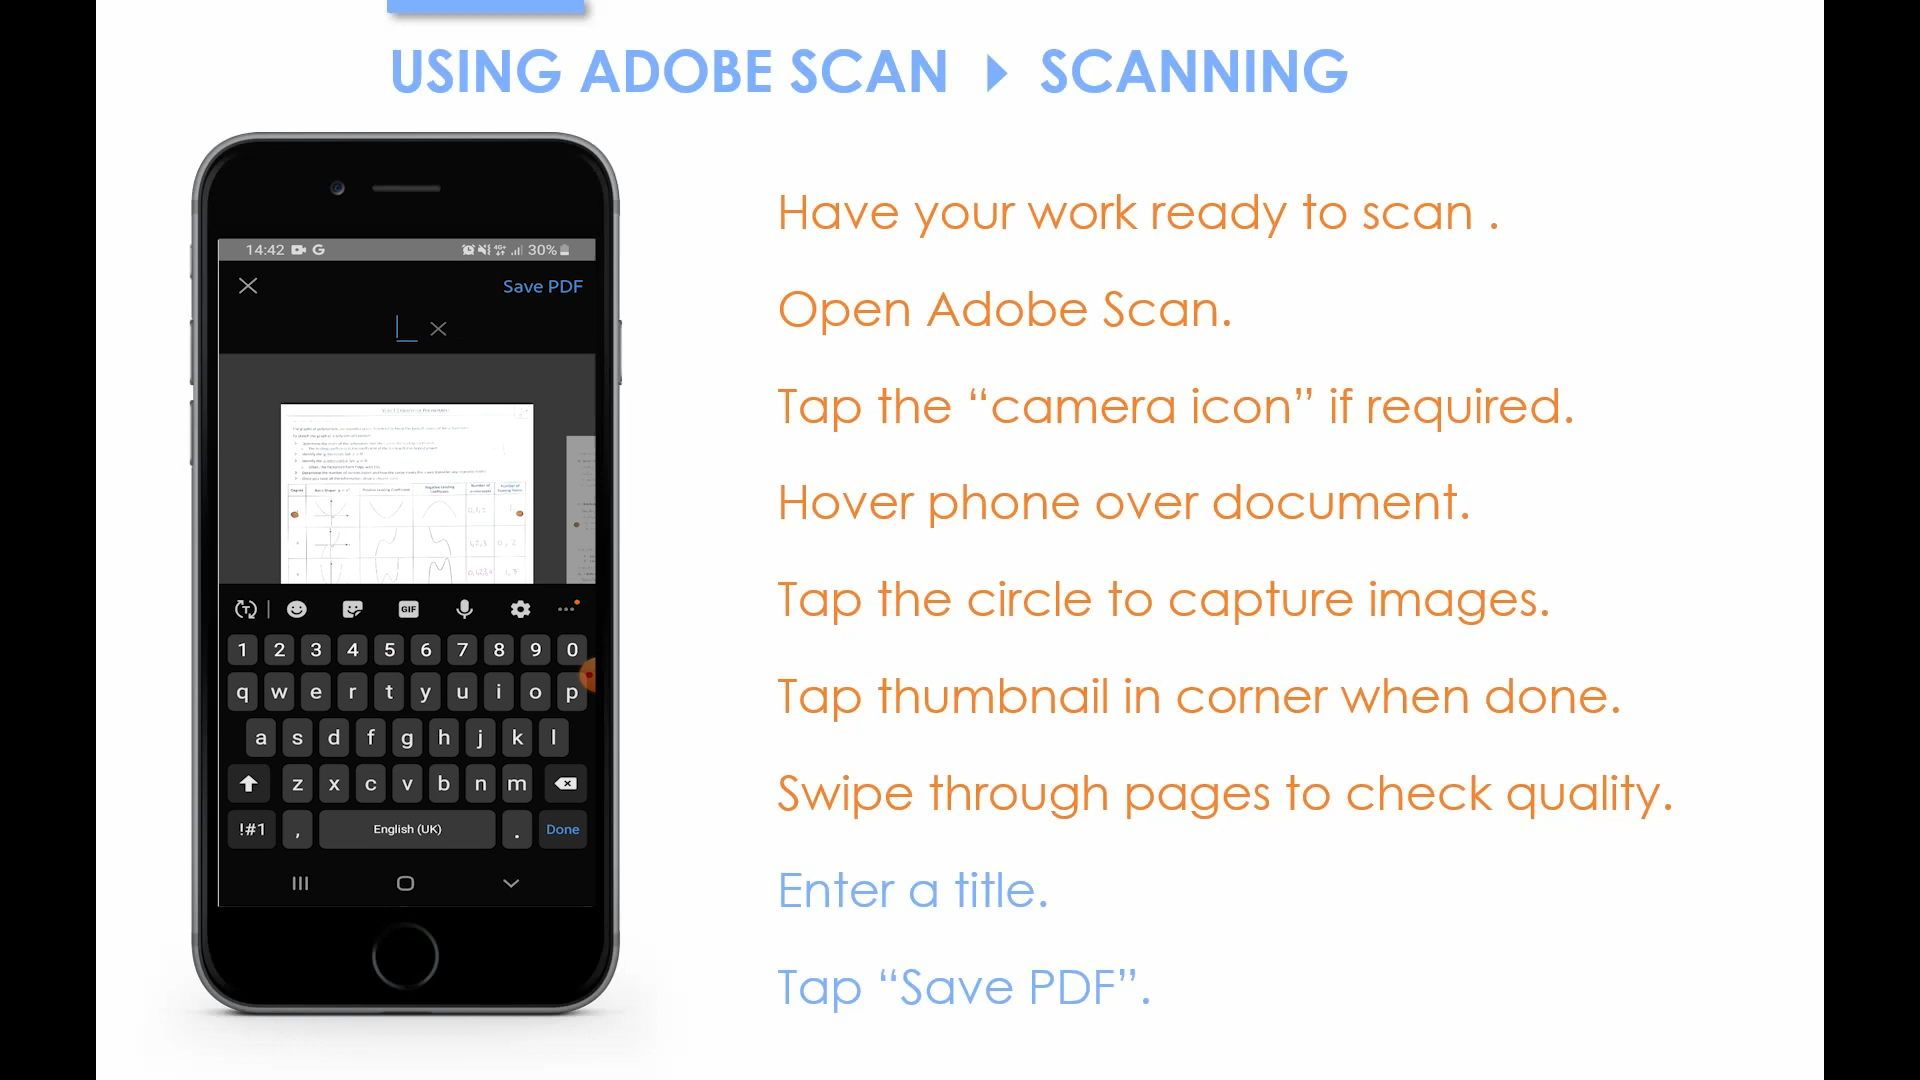 USING ADOBE SCAN ▶ SCANNING
Have your work ready to scan .
Open Adobe Scan.
Tap the “camera icon” if required.
Hover phone over document.
Tap the circle to capture images.
Tap thumbnail in corner when done.
Swipe through pages to check quality.
Enter a title.
Tap “Save PDF”.
14:42 G 4G+ 30%
Save PDF
GIF
1 2 3 4 5 6 7 8 9 0
q w e r t y u i o p
a s d f g h j k l
z x c v b n m
!#1 , English (UK) . Done